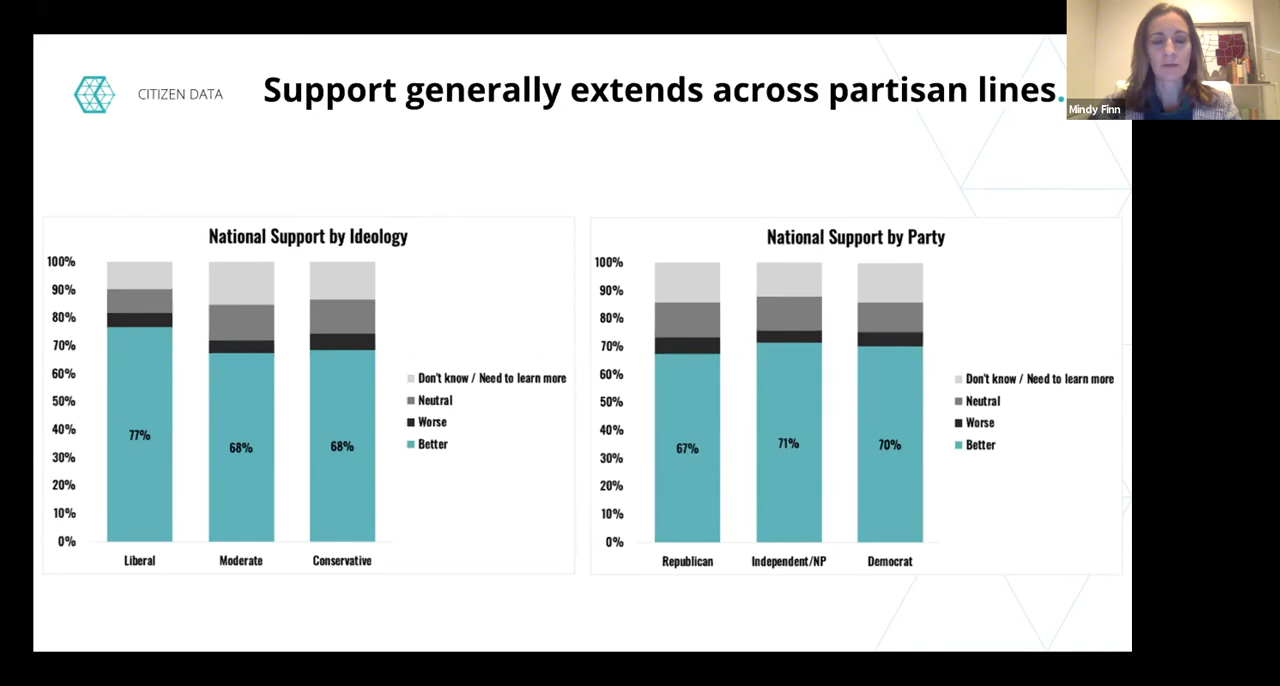 CITIZEN DATA
Support generally extends across partisan lines.
Mindy Finn
National Support by Ideology
100%
90%
80%
70%
60%
50%
40%
30%
20%
10%
0%
77%
68%
68%
Liberal
Moderate
Conservative
Don't know / Need to learn more
Neutral
Worse
Better
National Support by Party
100%
90%
80%
70%
60%
50%
40%
30%
20%
10%
0%
67%
71%
70%
Republican
Independent/NP
Democrat
Don't know / Need to learn more
Neutral
Worse
Better